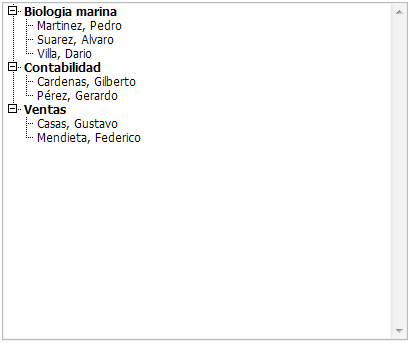 Biologia marina
Martinez, Pedro
Suarez, Alvaro
Villa, Dario
Contabilidad
Cardenas, Gilberto
Pérez, Gerardo
Ventas
Casas, Gustavo
Mendieta, Federico